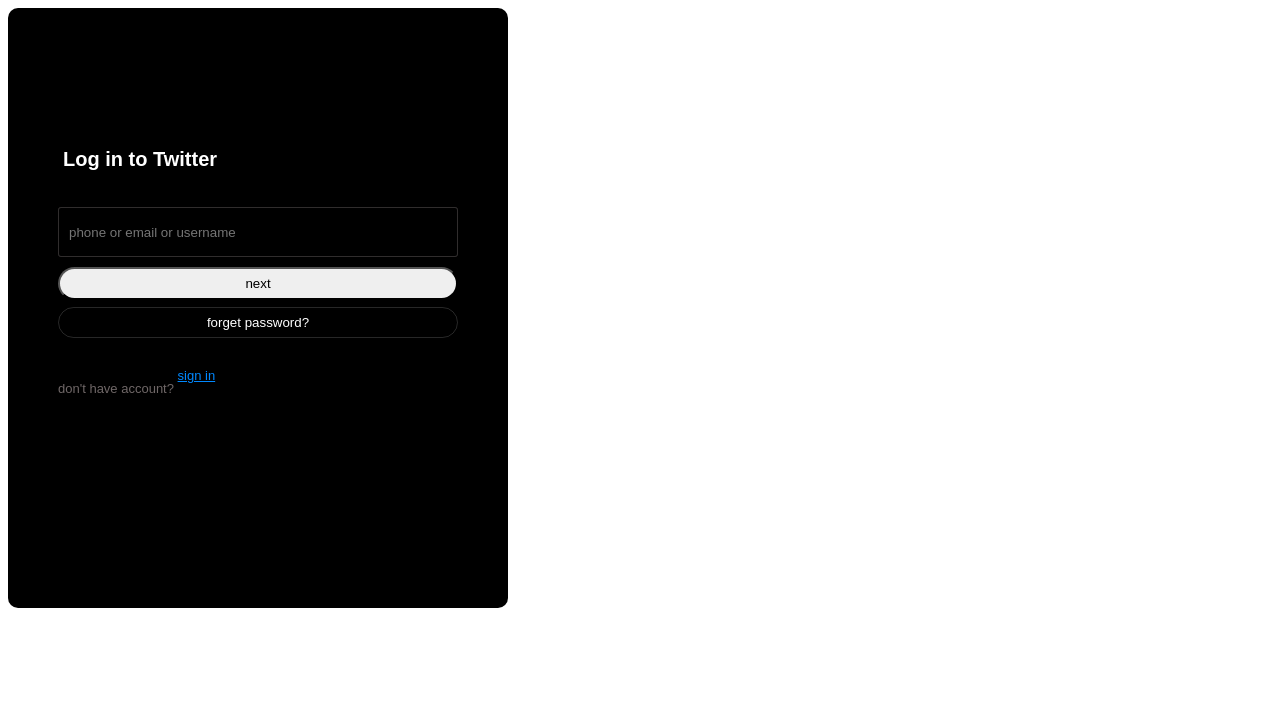 Log in to Twitter
phone or email or username
next
forget password?
don't have account? sign in